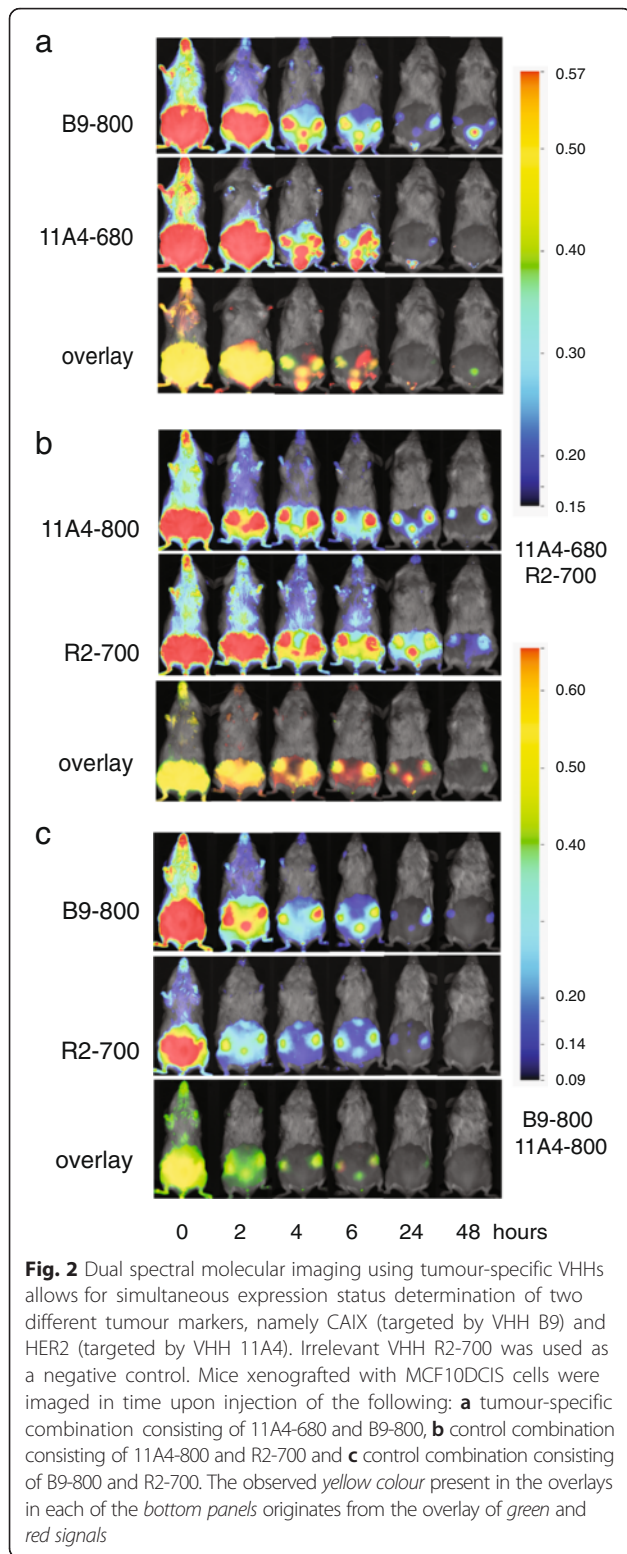 a
0.57
B9-800
0.50
11A4-680
0.40
overlay
0.30
0.20
0.15
b
11A4-800
11A4-680
R2-700
R2-700
0.60
overlay
0.50
0.40
c
B9-800
R2-700
0.20
0.14
0.09
overlay
B9-800
11A4-800
0 2 4 6 24 48 hours
Fig. 2 Dual spectral molecular imaging using tumour-specific VHHs
allows for simultaneous expression status determination of two
different tumour markers, namely CAIX (targeted by VHH B9) and
HER2 (targeted by VHH 11A4). Irrelevant VHH R2-700 was used as
a negative control. Mice xenografted with MCF10DCIS cells were
imaged in time upon injection of the following: a tumour-specific
combination consisting of 11A4-680 and B9-800, b control combination
consisting of 11A4-800 and R2-700 and c control combination consisting
of B9-800 and R2-700. The observed yellow colour present in the overlays
in each of the bottom panels originates from the overlay of green and
red signals